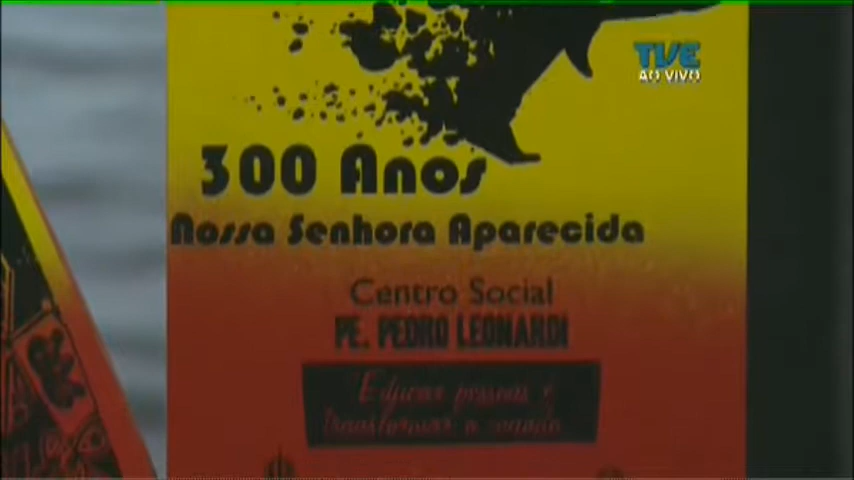 TVE
AO VIVO
300 Anos
Nossa Senhora Aparecida
Centro Social
PE. PEDRO LEONARDI
Educar pessoas é
transformar o mundo